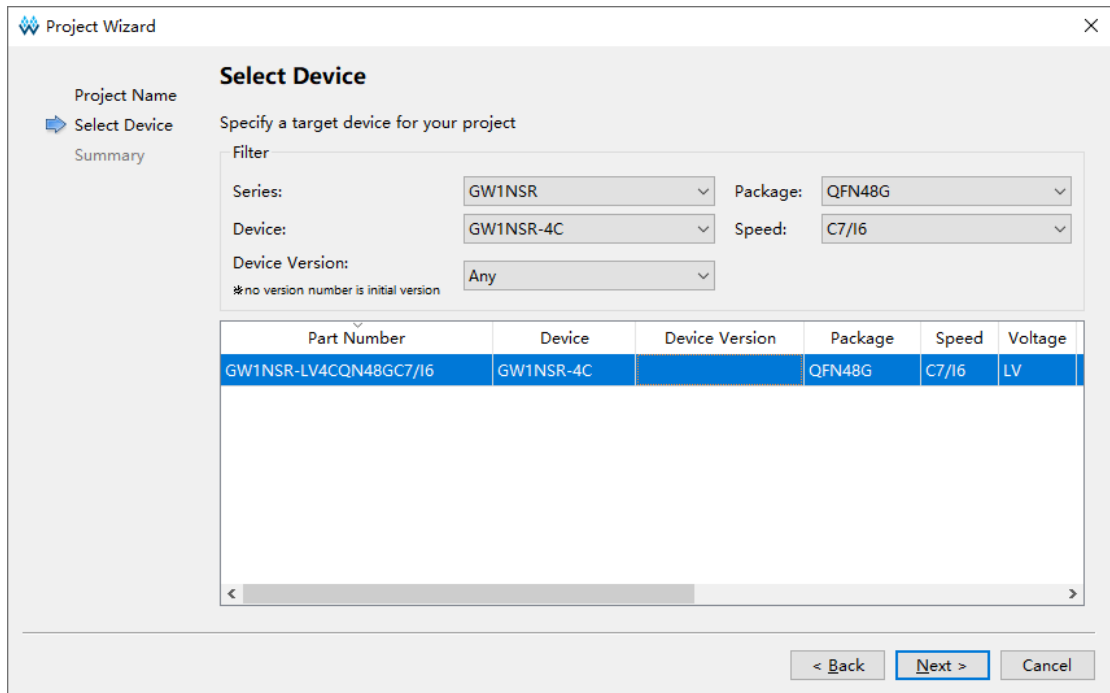 Project Wizard
Project Name
Select Device
Summary
Select Device
Specify a target device for your project
Filter
Series: GW1NSR Package: QFN48G
Device: GW1NSR-4C Speed: C7/I6
Device Version: Any
※no version number is initial version
Part Number Device Device Version Package Speed Voltage
GW1NSR-LV4CQN48GC7/I6 GW1NSR-4C QFN48G C7/I6 LV
< Back Next > Cancel